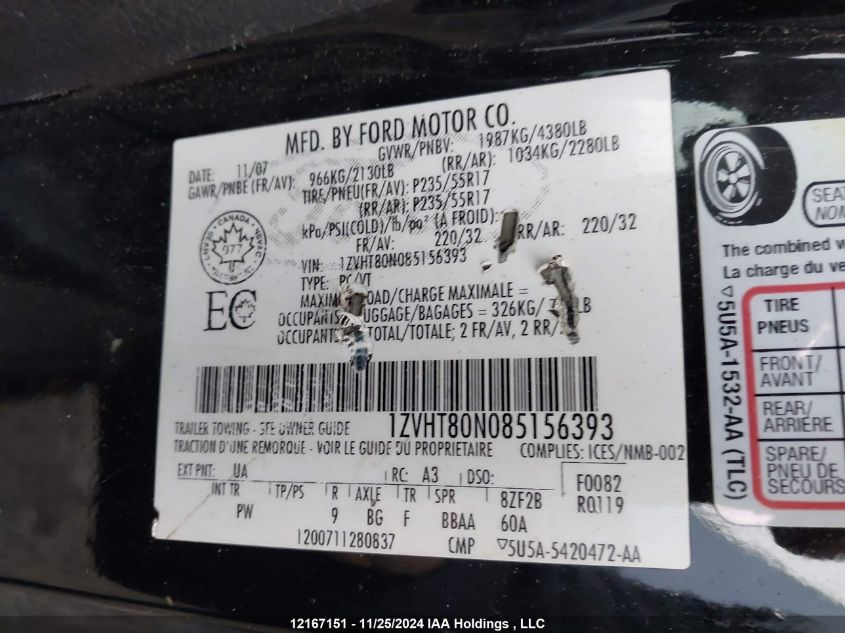 MFD. BY FORD MOTOR CO.
DATE: 11/07 GVWR/PNBV: 1987KG/4380LB
GAWR/PNBE (FR/AV): 966KG/2130LB (RR/AR): 1034KG/2280LB
TIRE/PNEU(FR/AV): P235/55R17
(RR/AR): P235/55R17
kPa/PSI(COLD)/lb/po² (A FROID):
FR/AV: 220/32 RR/AR: 220/32
VIN: 1ZVHT80N085156393
TYPE:
CANADA
977
EC
MAXIMUM LOAD/CHARGE MAXIMALE =
OCCUPANTS LUGGAGE/BAGAGES = 326KG/ LB
OCCUPANTS TOTAL/TOTALE; 2 FR/AV, 2 RR/
1ZVHT80N085156393
TRAILER TOWING - SEE OWNER GUIDE
TRACTION D'UNE REMORQUE - VOIR LE GUIDE DU PROPRIETAIRE COMPLIES: ICES/NMB-002
EXT PNT: UA RC: A3 DSO: F0082
INT TR TP/PS R AXLE TR SPR 8ZF2B R0119
PW 9 BG F BBAA 60A
1200711280837 CMP ▽5U5A-5420472-AA
SEAT
The combined w
La charge du ve
▽5U5A-1532-AA (TLC)
TIRE
PNEUS
FRONT/
AVANT
REAR/
ARRIÈRE
SPARE/
PNEU DE
SECOURS
12167151 - 11/25/2024 IAA Holdings , LLC